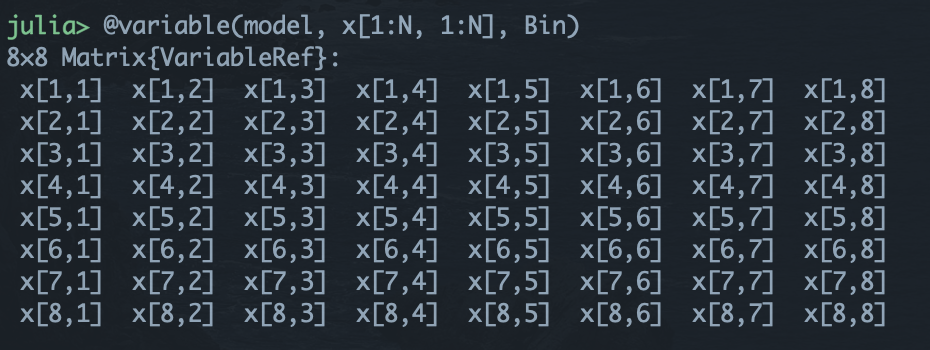 julia> @variable(model, x[1:N, 1:N], Bin)
8×8 Matrix{VariableRef}:
 x[1,1]  x[1,2]  x[1,3]  x[1,4]  x[1,5]  x[1,6]  x[1,7]  x[1,8]
 x[2,1]  x[2,2]  x[2,3]  x[2,4]  x[2,5]  x[2,6]  x[2,7]  x[2,8]
 x[3,1]  x[3,2]  x[3,3]  x[3,4]  x[3,5]  x[3,6]  x[3,7]  x[3,8]
 x[4,1]  x[4,2]  x[4,3]  x[4,4]  x[4,5]  x[4,6]  x[4,7]  x[4,8]
 x[5,1]  x[5,2]  x[5,3]  x[5,4]  x[5,5]  x[5,6]  x[5,7]  x[5,8]
 x[6,1]  x[6,2]  x[6,3]  x[6,4]  x[6,5]  x[6,6]  x[6,7]  x[6,8]
 x[7,1]  x[7,2]  x[7,3]  x[7,4]  x[7,5]  x[7,6]  x[7,7]  x[7,8]
 x[8,1]  x[8,2]  x[8,3]  x[8,4]  x[8,5]  x[8,6]  x[8,7]  x[8,8]